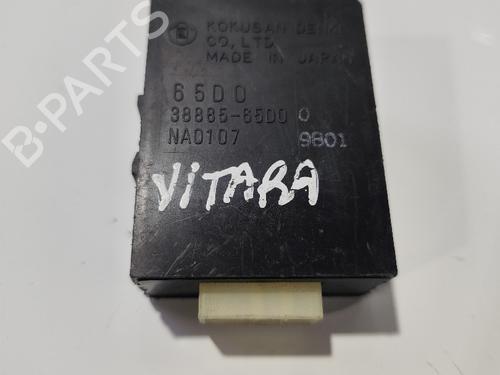 KOKUSAN DENKI
CO, LTD
MADE IN JAPAN
65D0
38885-65D0 0
NA0107 9801
VITARA
B-PARTS